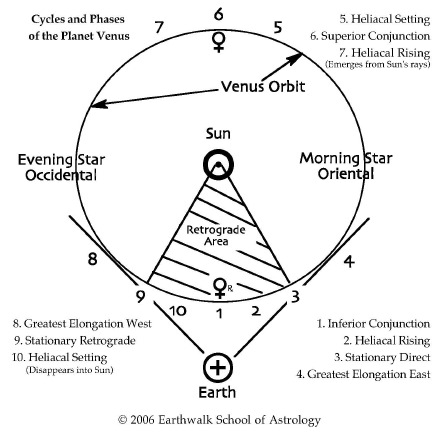 Cycles and Phases
of the Planet Venus
6
7
5
5. Heliacal Setting
6. Superior Conjunction
7. Heliacal Rising
(Emerges from Sun's rays)
Venus Orbit
Sun
Evening Star
Occidental
Morning Star
Oriental
Retrograde
Area
8
4
9
10
R
1
2
3
8. Greatest Elongation West
9. Stationary Retrograde
10. Heliacal Setting
(Disappears into Sun)
1. Inferior Conjunction
2. Heliacal Rising
3. Stationary Direct
4. Greatest Elongation East
Earth
© 2006 Earthwalk School of Astrology